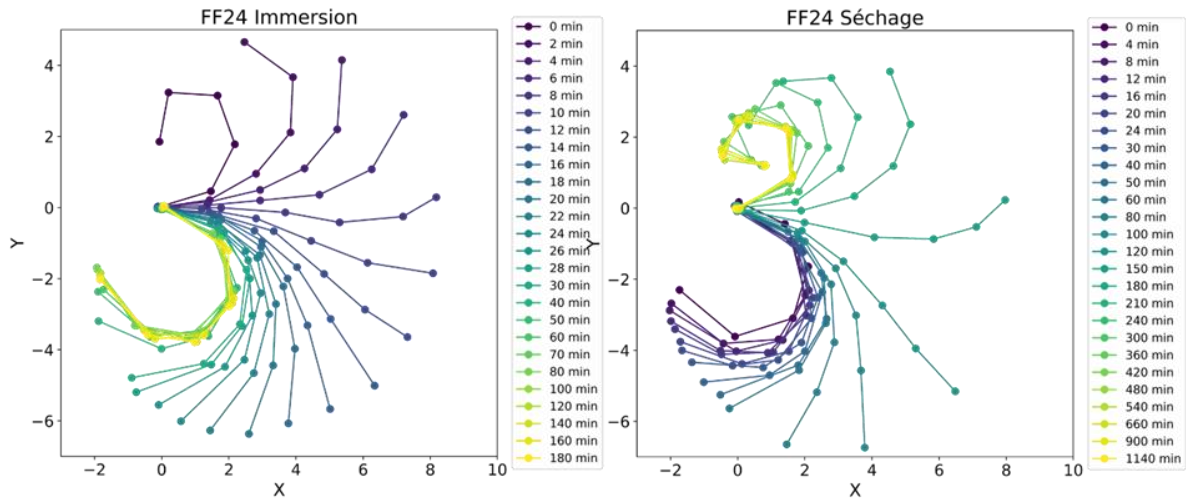 FF24 Immersion
4
2
0
−2
−4
−6
Y
−2
0
2
4
6
8
10
X
0 min
2 min
4 min
6 min
8 min
10 min
12 min
14 min
16 min
18 min
20 min
22 min
24 min
26 min
28 min
30 min
40 min
50 min
60 min
70 min
80 min
100 min
120 min
140 min
160 min
180 min
FF24 Séchage
4
2
0
−2
−4
−6
Y
−2
0
2
4
6
8
10
X
0 min
4 min
8 min
12 min
16 min
20 min
24 min
30 min
40 min
50 min
60 min
80 min
100 min
120 min
150 min
180 min
210 min
240 min
300 min
360 min
420 min
480 min
540 min
660 min
900 min
1140 min